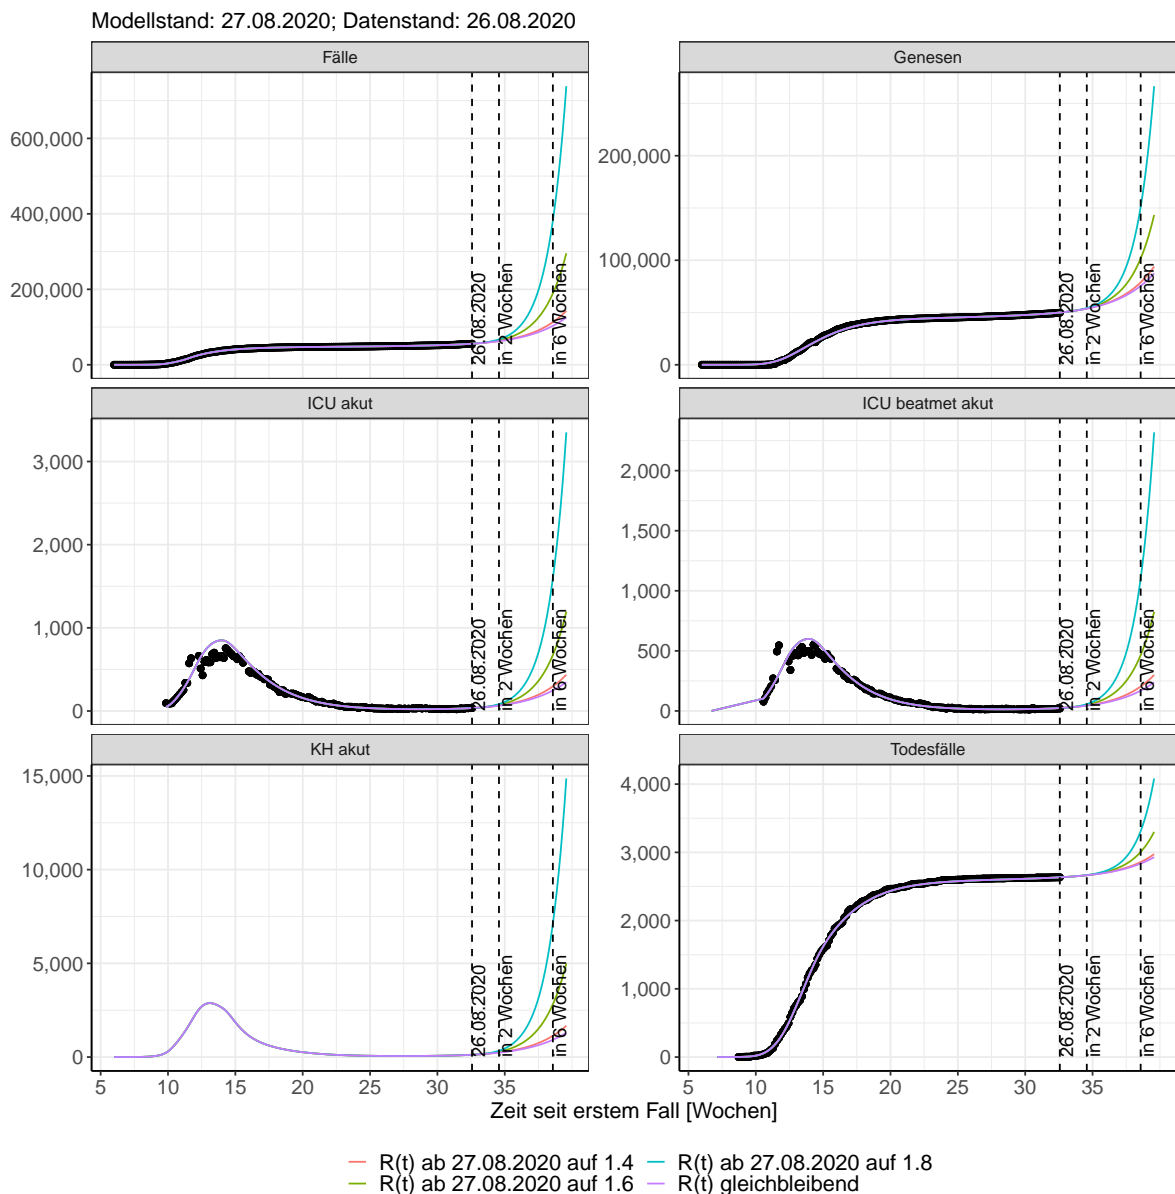 Modellstand: 27.08.2020; Datenstand: 26.08.2020
Fälle
Genesen
600,000
400,000
200,000
0
26.08.2020
in 2 Wochen
in 6 Wochen
200,000
100,000
0
26.08.2020
in 2 Wochen
in 6 Wochen
ICU akut
ICU beatmet akut
3,000
2,000
1,000
0
26.08.2020
in 2 Wochen
in 6 Wochen
2,000
1,500
1,000
500
0
26.08.2020
in 2 Wochen
in 6 Wochen
KH akut
Todesfälle
15,000
10,000
5,000
0
26.08.2020
in 2 Wochen
in 6 Wochen
4,000
3,000
2,000
1,000
0
26.08.2020
in 2 Wochen
in 6 Wochen
5 10 15 20 25 30 35
5 10 15 20 25 30 35
Zeit seit erstem Fall [Wochen]
R(t) ab 27.08.2020 auf 1.4
R(t) ab 27.08.2020 auf 1.8
R(t) ab 27.08.2020 auf 1.6
R(t) gleichbleibend